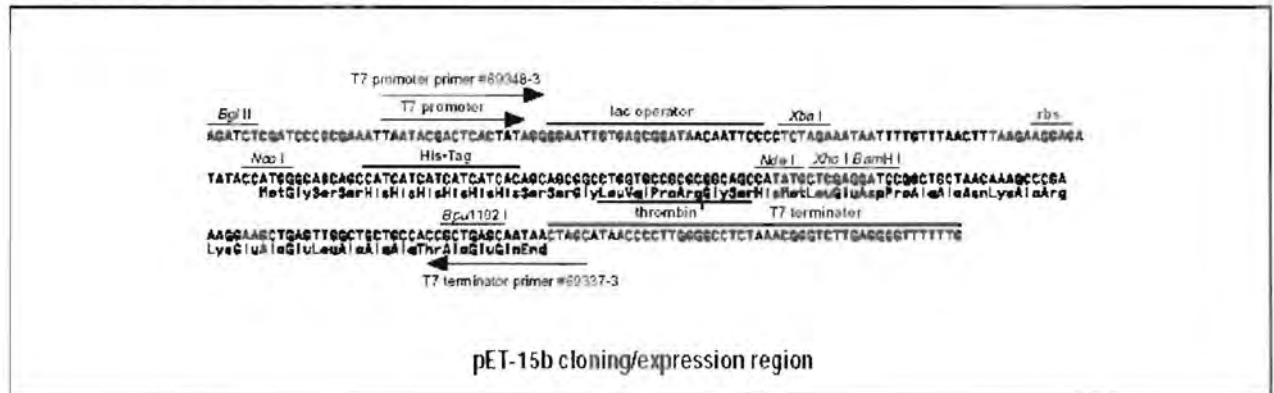 T7 promoter primer #69348-3
T7 promoter
Bgl II
lac operator
Xba I
rbs
AGATCTCGATCCCGCGAAATTAATACGACTCACTATAGGGGAATTGTGAGCGGATAACAATTCCCCTCTAGAAATAATTTTGTTTAACTTTAAGAAGGAGA
Nco I
His•Tag
Nde I
Xho I
BamH I
TATACCATGGGCAGCAGCCATCATCATCATCATCACAGCAGCGGCCTGGTGCCGCGCGGCAGCCATATGCTCGAGGATCCGGCTGCTAACAAAGCCCGA
MetGlySerSerHisHisHisHisHisHisSerSerGlyLeuValProArgGlySerHisMetLeuGluAspProAlaAlaAsnLysAlaArg
thrombin
Bpu1102 I
T7 terminator
AAGGAAGCTGAGTTGGCTGCTGCCACCGCTGAGCAATAACTAGCATAACCCCTTGGGGCCTCTAAACGGGTCTTGAGGGGTTTTTTG
LysGluAlaGluLeuAlaAlaAlaThrAlaGluGlnEnd
T7 terminator primer #69337-3
pET-15b cloning/expression region